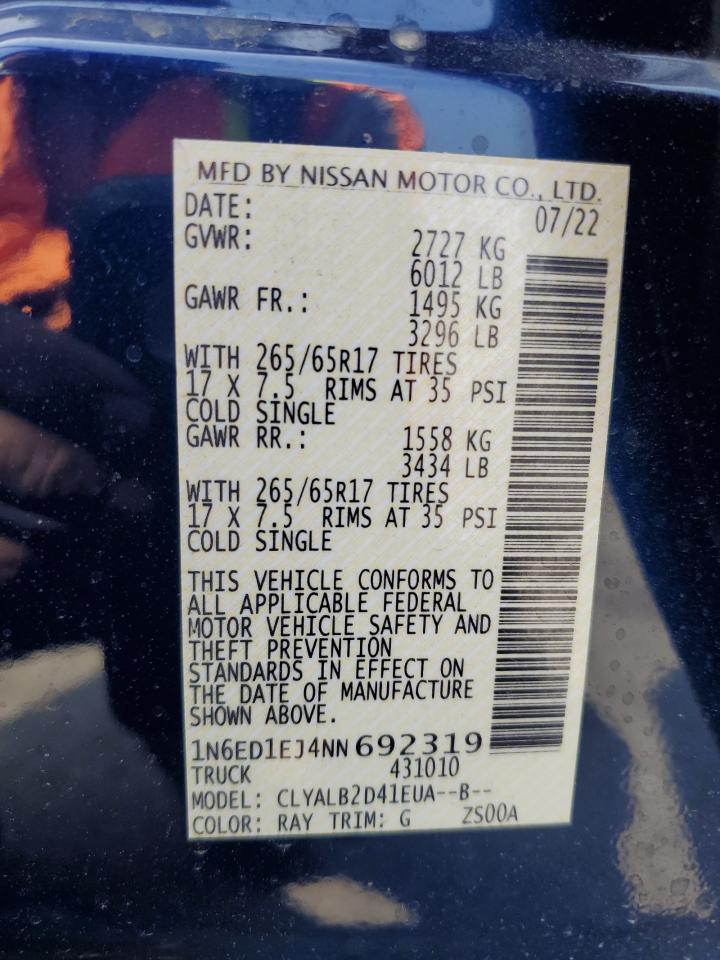 MFD BY NISSAN MOTOR CO., LTD.
DATE: 07/22
GVWR: 2727 KG
6012 LB
GAWR FR.: 1495 KG
3296 LB
WITH 265/65R17 TIRES
17 X 7.5 RIMS AT 35 PSI
COLD SINGLE
GAWR RR.: 1558 KG
3434 LB
WITH 265/65R17 TIRES
17 X 7.5 RIMS AT 35 PSI
COLD SINGLE
THIS VEHICLE CONFORMS TO
ALL APPLICABLE FEDERAL
MOTOR VEHICLE SAFETY AND
THEFT PREVENTION
STANDARDS IN EFFECT ON
THE DATE OF MANUFACTURE
SHOWN ABOVE.
1N6ED1EJ4NN692319
TRUCK 431010
MODEL: CLYALB2D41EUA--B--
COLOR: RAY TRIM: G ZS00A